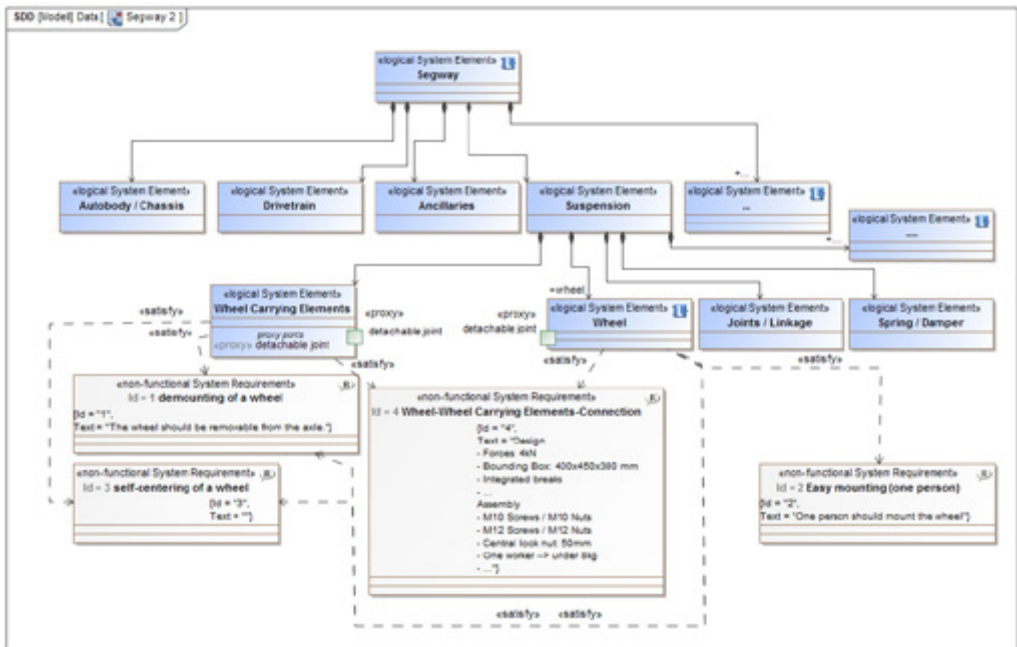 SDD [Modell] Data [ Segway 2 ]
«logical System Element»
Segway
«logical System Element»
Autobody / Chassis
«logical System Element»
Drivetrain
«logical System Element»
Ancillaries
«logical System Element»
Suspension
+...
«logical System Element»
...
+...
«logical System Element»
....
«logical System Element»
Wheel Carrying Elements
proxy ports
«proxy» detachable joint
«proxy»
detachable joint
«proxy»
detachable joint
+wheel
«logical System Element»
Wheel
«logical System Element»
Joints / Linkage
«logical System Element»
Spring / Damper
«satisfy»
«satisfy»
«satisfy»
«satisfy»
«satisfy»
«non-functional System Requirement»
Id = 1 demounting of a wheel
{Id = "1",
Text = "The wheel should be removable from the axle."}
«non-functional System Requirement»
Id = 3 self-centering of a wheel
{Id = "3",
Text = ""}
«non-functional System Requirement»
Id = 4 Wheel-Wheel Carrying Elements-Connection
{Id = "4",
Text = "Design
- Forces: 4kN
- Bounding Box: 400x450x380 mm
- Integrated breaks
- ...
Assembly
- M10 Screws / M10 Nuts
- M12 Screws / M12 Nuts
- Central lock nut: 50mm
- One worker --> under 8kg
- ..."}
«non-functional System Requirement»
Id = 2 Easy mounting (one person)
{Id = "2",
Text = "One person should mount the wheel"}
«satisfy» «satisfy»